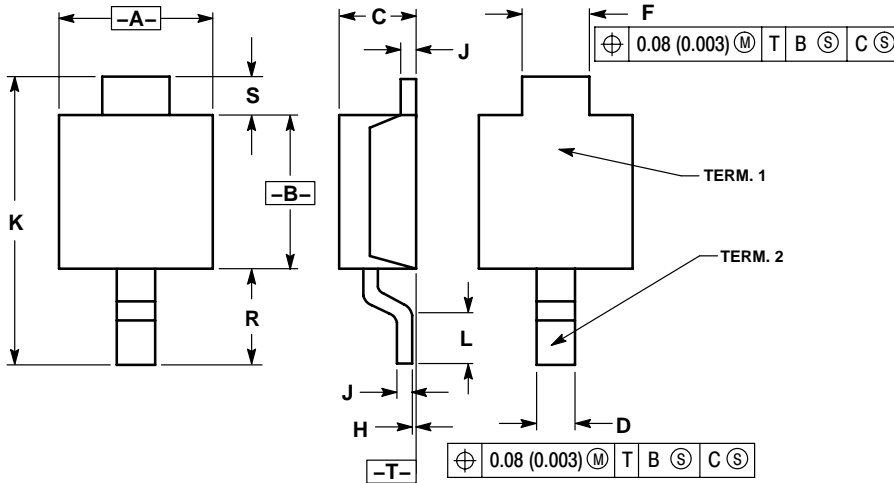 –A–
C
F
J
⌖ 0.08 (0.003) Ⓜ T B Ⓢ C Ⓢ
S
TERM. 1
–B–
K
TERM. 2
R
L
J
D
H
⌖ 0.08 (0.003) Ⓜ T B Ⓢ C Ⓢ
–T–